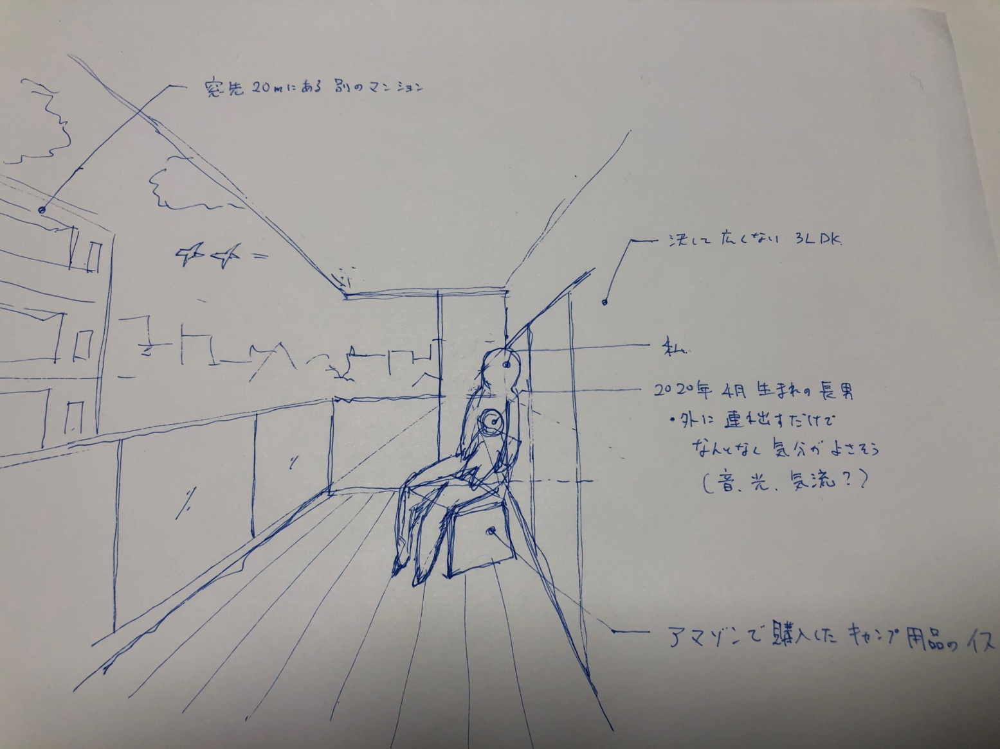 窓先20mにある別のマンション
決して広くない3LDK
私
2020年4月生まれの長男
・外に連れ出すだけで
なんとなく気分がよさそう
(音、光、気流?)
アマゾンで購入したキャンプ用品のイス